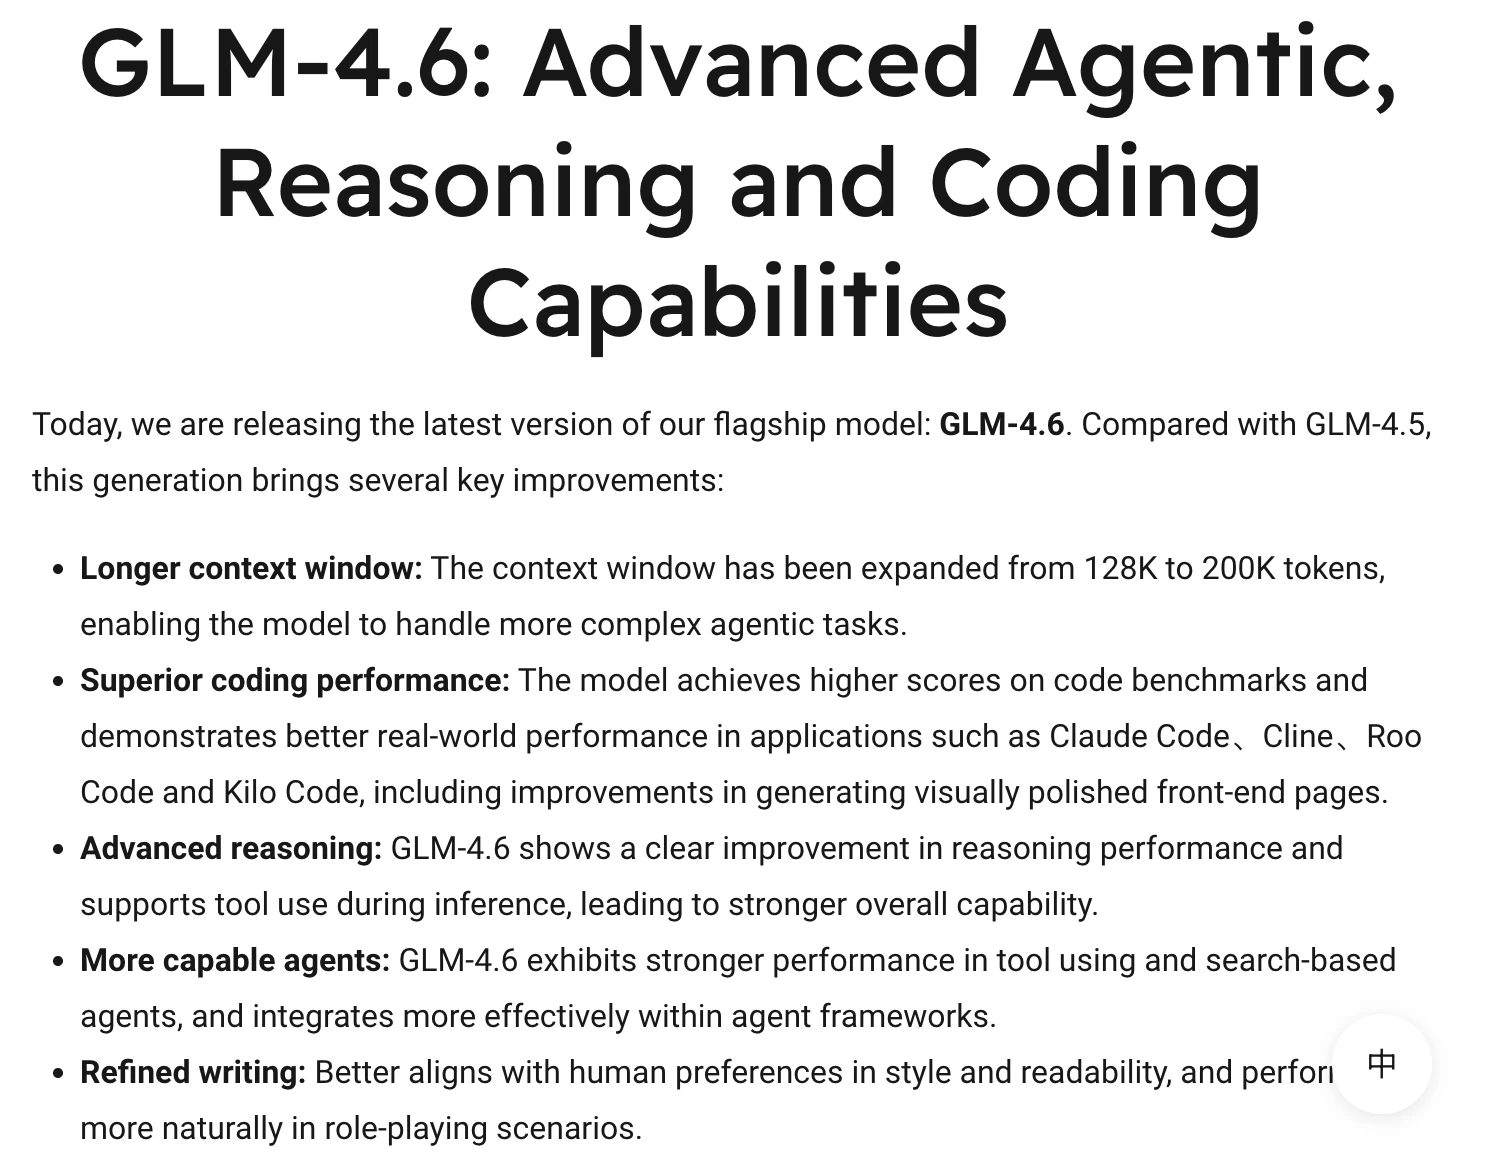 GLM-4.6: Advanced Agentic,
Reasoning and Coding
Capabilities
Today, we are releasing the latest version of our flagship model: GLM-4.6. Compared with GLM-4.5,
this generation brings several key improvements:
• Longer context window: The context window has been expanded from 128K to 200K tokens,
enabling the model to handle more complex agentic tasks.
• Superior coding performance: The model achieves higher scores on code benchmarks and
demonstrates better real-world performance in applications such as Claude Code、Cline、Roo
Code and Kilo Code, including improvements in generating visually polished front-end pages.
• Advanced reasoning: GLM-4.6 shows a clear improvement in reasoning performance and
supports tool use during inference, leading to stronger overall capability.
• More capable agents: GLM-4.6 exhibits stronger performance in tool using and search-based
agents, and integrates more effectively within agent frameworks.
• Refined writing: Better aligns with human preferences in style and readability, and
more naturally in role-playing scenarios.
中